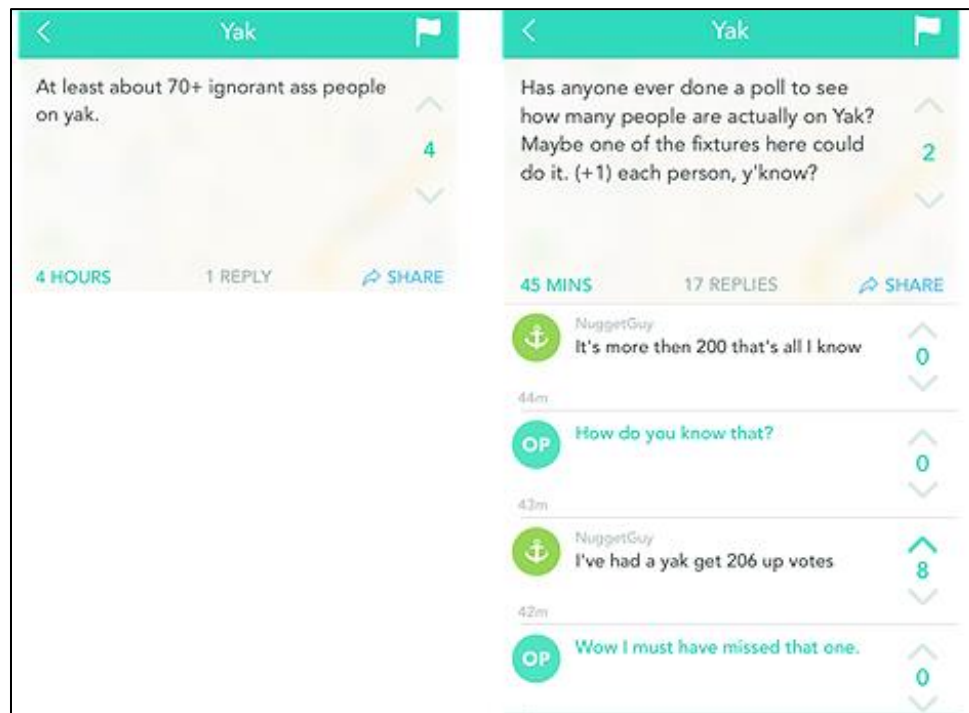 Yak
At least about 70+ ignorant ass people
on yak.
4
4 HOURS 1 REPLY SHARE
Yak
Has anyone ever done a poll to see
how many people are actually on Yak?
Maybe one of the fixtures here could
do it. (+1) each person, y'know?
2
45 MINS 17 REPLIES SHARE
NuggetGuy
It's more then 200 that's all I know
0
44m
OP
How do you know that?
0
43m
NuggetGuy
I've had a yak get 206 up votes
8
42m
OP
Wow I must have missed that one.
0